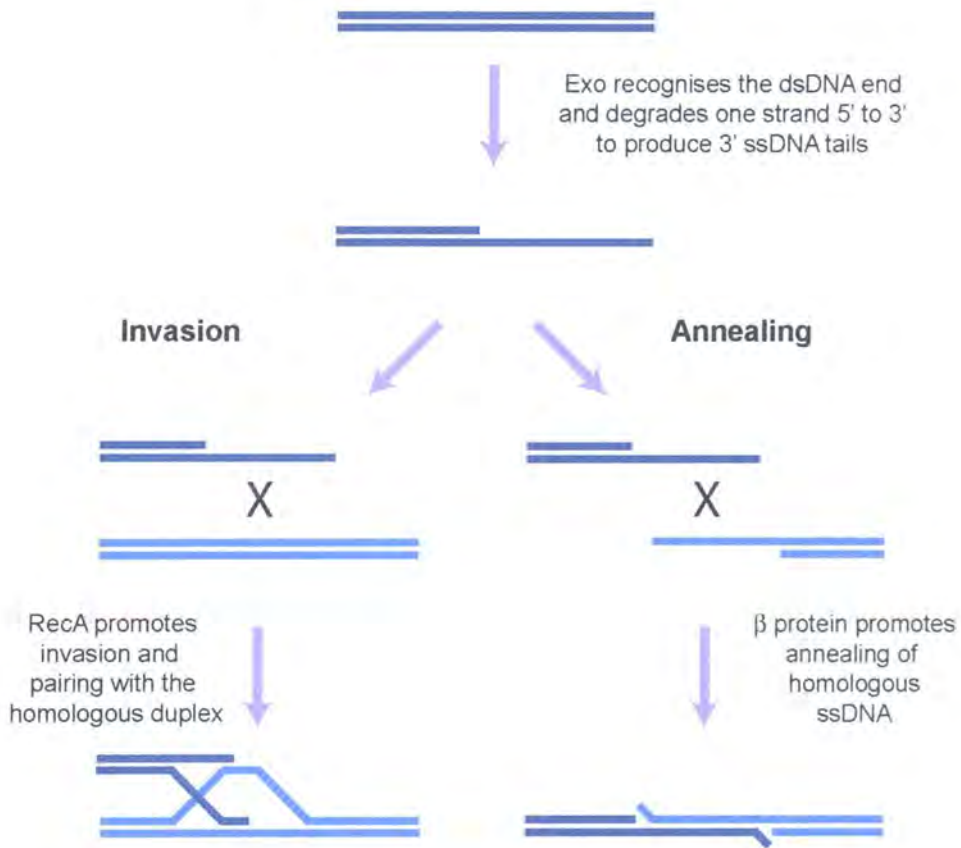 Exo recognises the dsDNA end
and degrades one strand 5' to 3'
to produce 3' ssDNA tails
Invasion
Annealing
X
X
RecA promotes
invasion and
pairing with the
homologous duplex
β protein promotes
annealing of
homologous
ssDNA